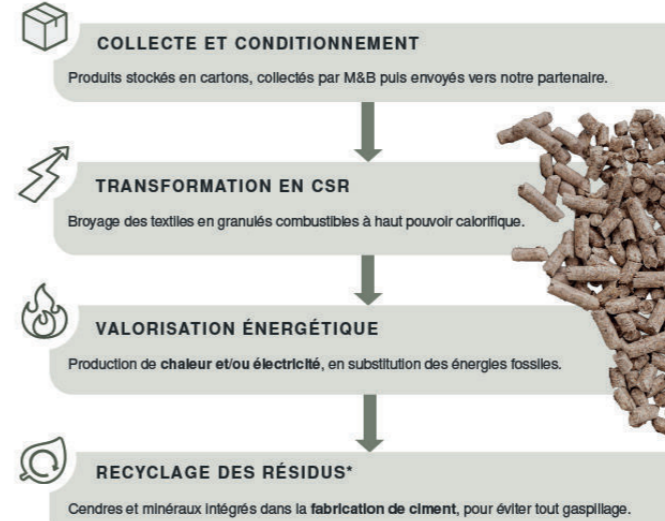 COLLECTE ET CONDITIONNEMENT
Produits stockés en cartons, collectés par M&B puis envoyés vers notre partenaire.
TRANSFORMATION EN CSR
Broyage des textiles en granulés combustibles à haut pouvoir calorifique.
VALORISATION ÉNERGÉTIQUE
Production de chaleur et/ou électricité, en substitution des énergies fossiles.
RECYCLAGE DES RÉSIDUS*
Cendres et minéraux intégrés dans la fabrication de ciment, pour éviter tout gaspillage.